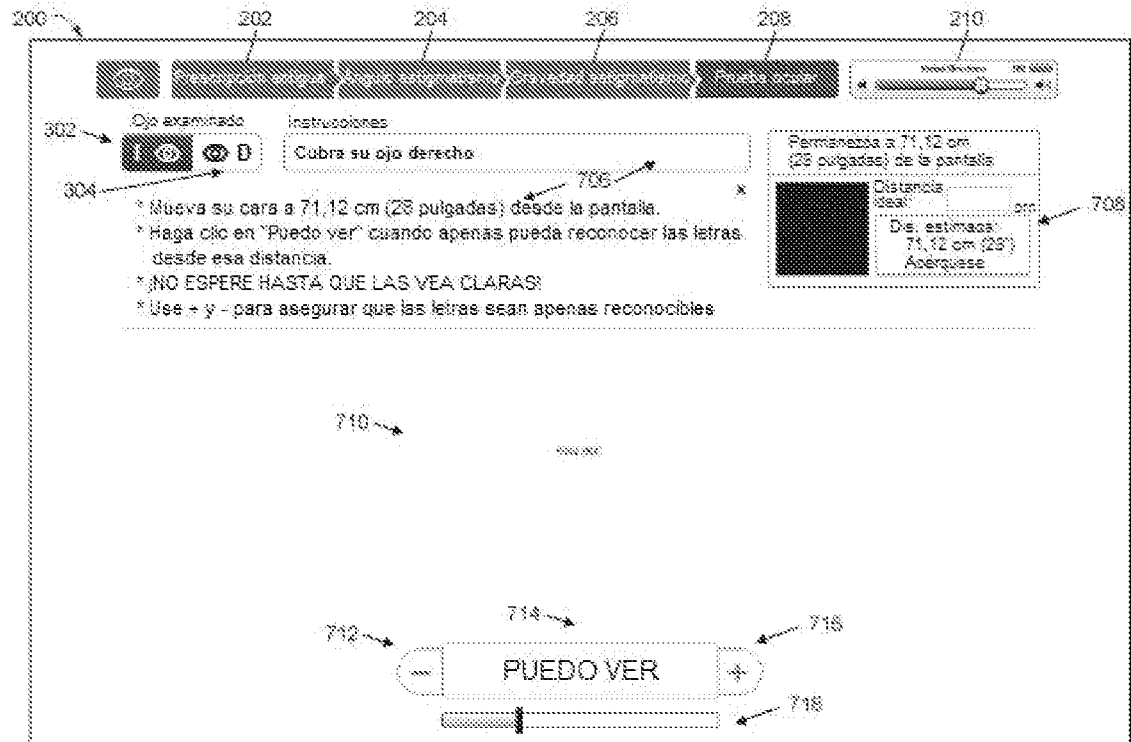 200 202 204 206 208 210
Prueba acular
302
Ojo examinado
Instrucciones
I D
Cubra su ojo derecho
304
706
Permanezca a 71,12 cm
(28 pulgadas) de la pantalla
Distancia
ideal:
cm
708
Dis. estimada:
71,12 cm (28")
Acérquese
* Mueva su cara a 71,12 cm (28 pulgadas) desde la pantalla.
* Haga clic en "Puedo ver" cuando apenas pueda reconocer las letras
desde esa distancia.
* ¡NO ESPERE HASTA QUE LAS VEA CLARAS!
* Use + y - para asegurar que las letras sean apenas reconocibles
710
714
712
716
− PUEDO VER +
718